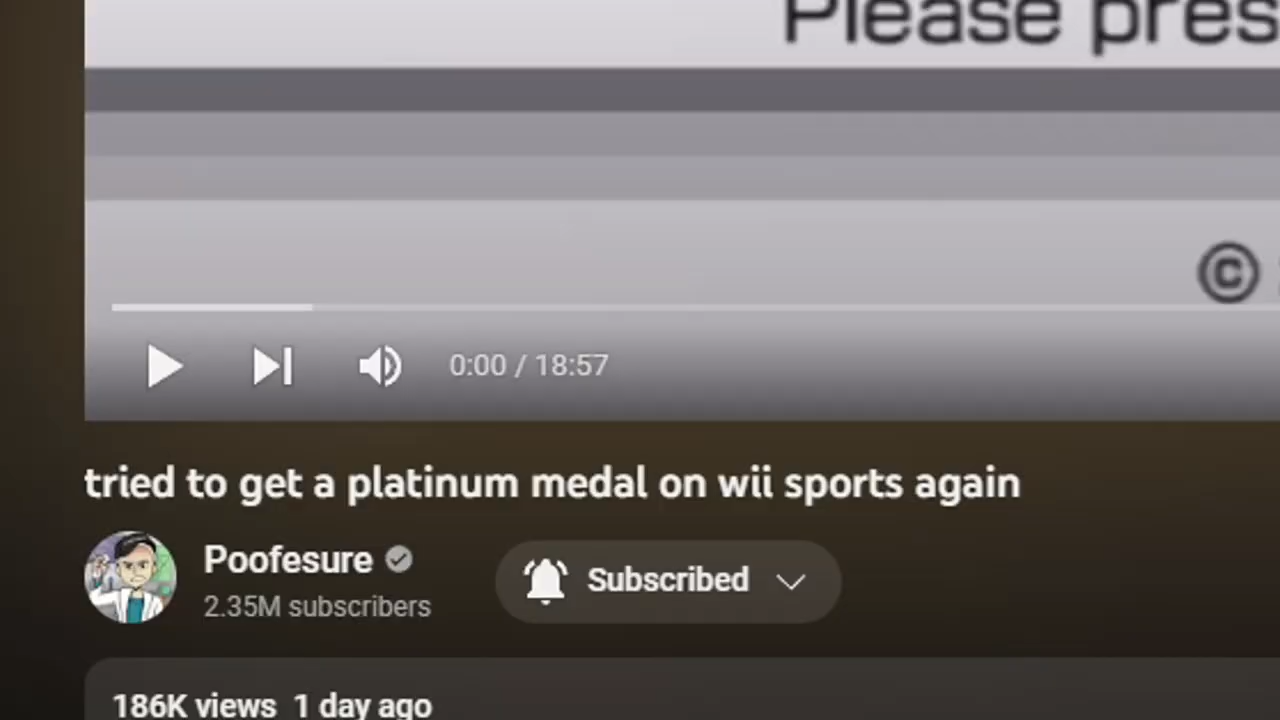 Please pres
©
0:00 / 18:57
tried to get a platinum medal on wii sports again
Poofesure
2.35M subscribers
Subscribed
186K views 1 day ago